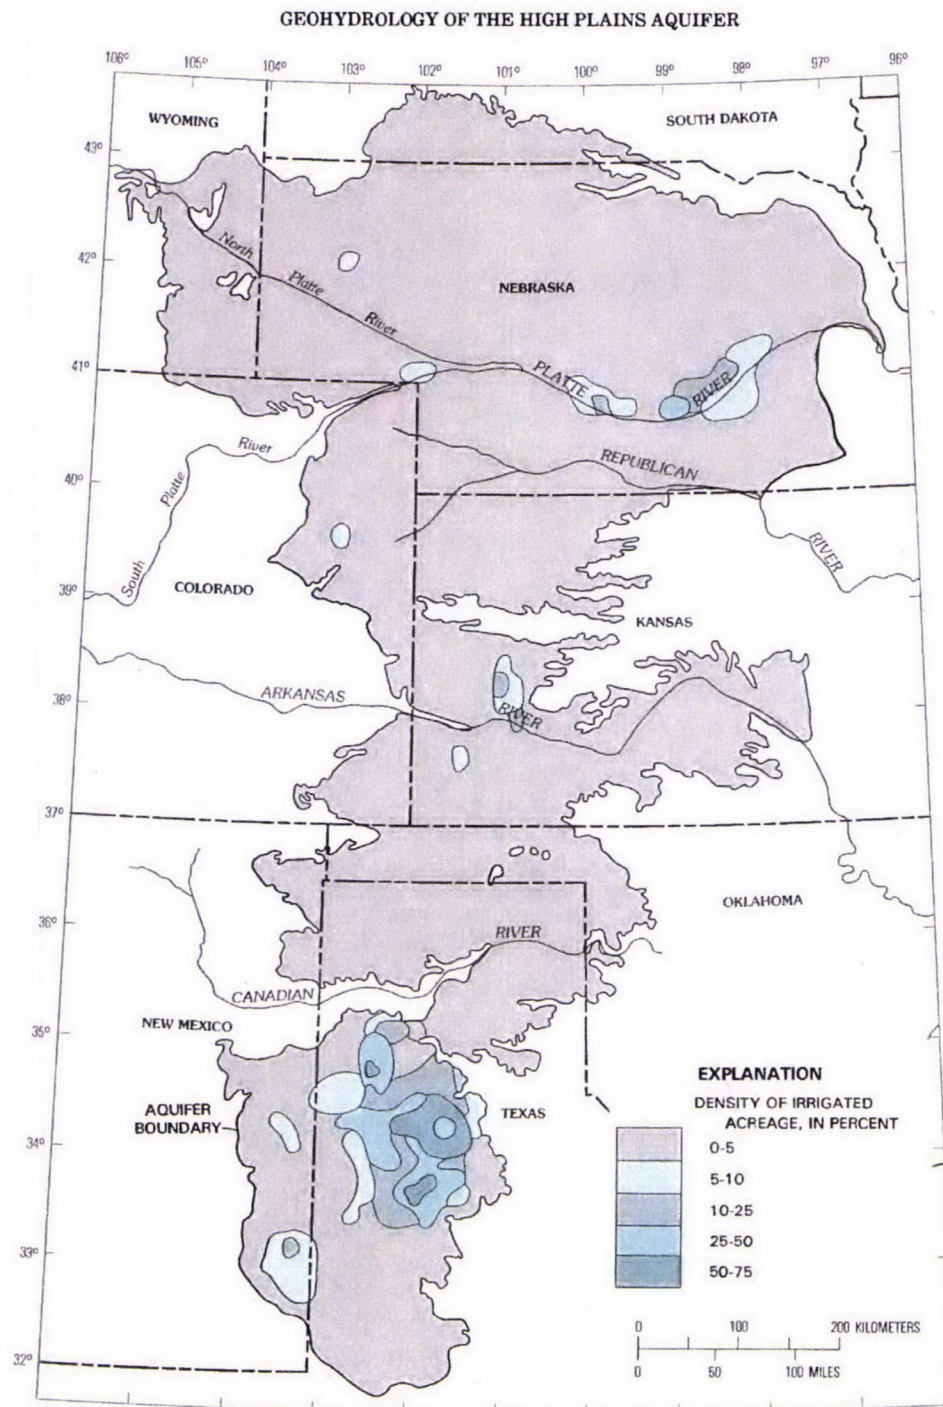 GEOHYDROLOGY OF THE HIGH PLAINS AQUIFER
106° 105° 104° 103° 102° 101° 100° 99° 98° 97° 96°
WYOMING
SOUTH DAKOTA
43°
North
Platte
River
42°
NEBRASKA
41°
PLATTE
RIVER
South
Platte
River
REPUBLICAN
RIVER
40°
COLORADO
39°
KANSAS
ARKANSAS
RIVER
38°
37°
OKLAHOMA
36°
CANADIAN
RIVER
NEW MEXICO
35°
AQUIFER
BOUNDARY
TEXAS
34°
33°
32°
EXPLANATION
DENSITY OF IRRIGATED
ACREAGE, IN PERCENT
0-5
5-10
10-25
25-50
50-75
0 100 200 KILOMETERS
0 50 100 MILES